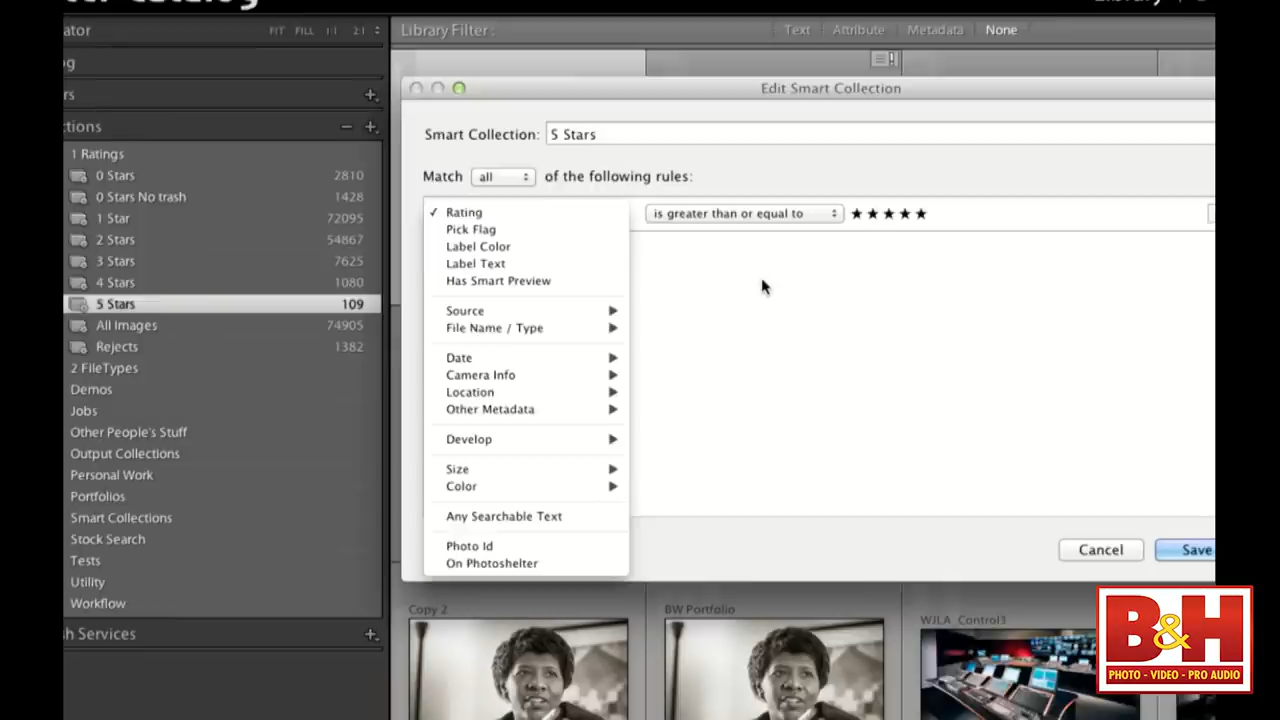 FIT FILL 1:1 2:1
Library Filter: Text Attribute Metadata None
Edit Smart Collection
Smart Collection: 5 Stars
Match all of the following rules:
Rating
is greater than or equal to ★★★★★
Pick Flag
Label Color
Label Text
Has Smart Preview
Source
File Name / Type
Date
Camera Info
Location
Other Metadata
Develop
Size
Color
Any Searchable Text
Photo Id
On Photoshelter
Cancel Save
1 Ratings
0 Stars 2810
0 Stars No trash 1428
1 Star 72095
2 Stars 54867
3 Stars 7625
4 Stars 1080
5 Stars 109
All Images 74905
Rejects 1382
2 FileTypes
Demos
Jobs
Other People's Stuff
Output Collections
Personal Work
Portfolios
Smart Collections
Stock Search
Tests
Utility
Workflow
Services
Copy 2
BW Portfolio
WJLA_Control3
B&H
PHOTO - VIDEO - PRO AUDIO